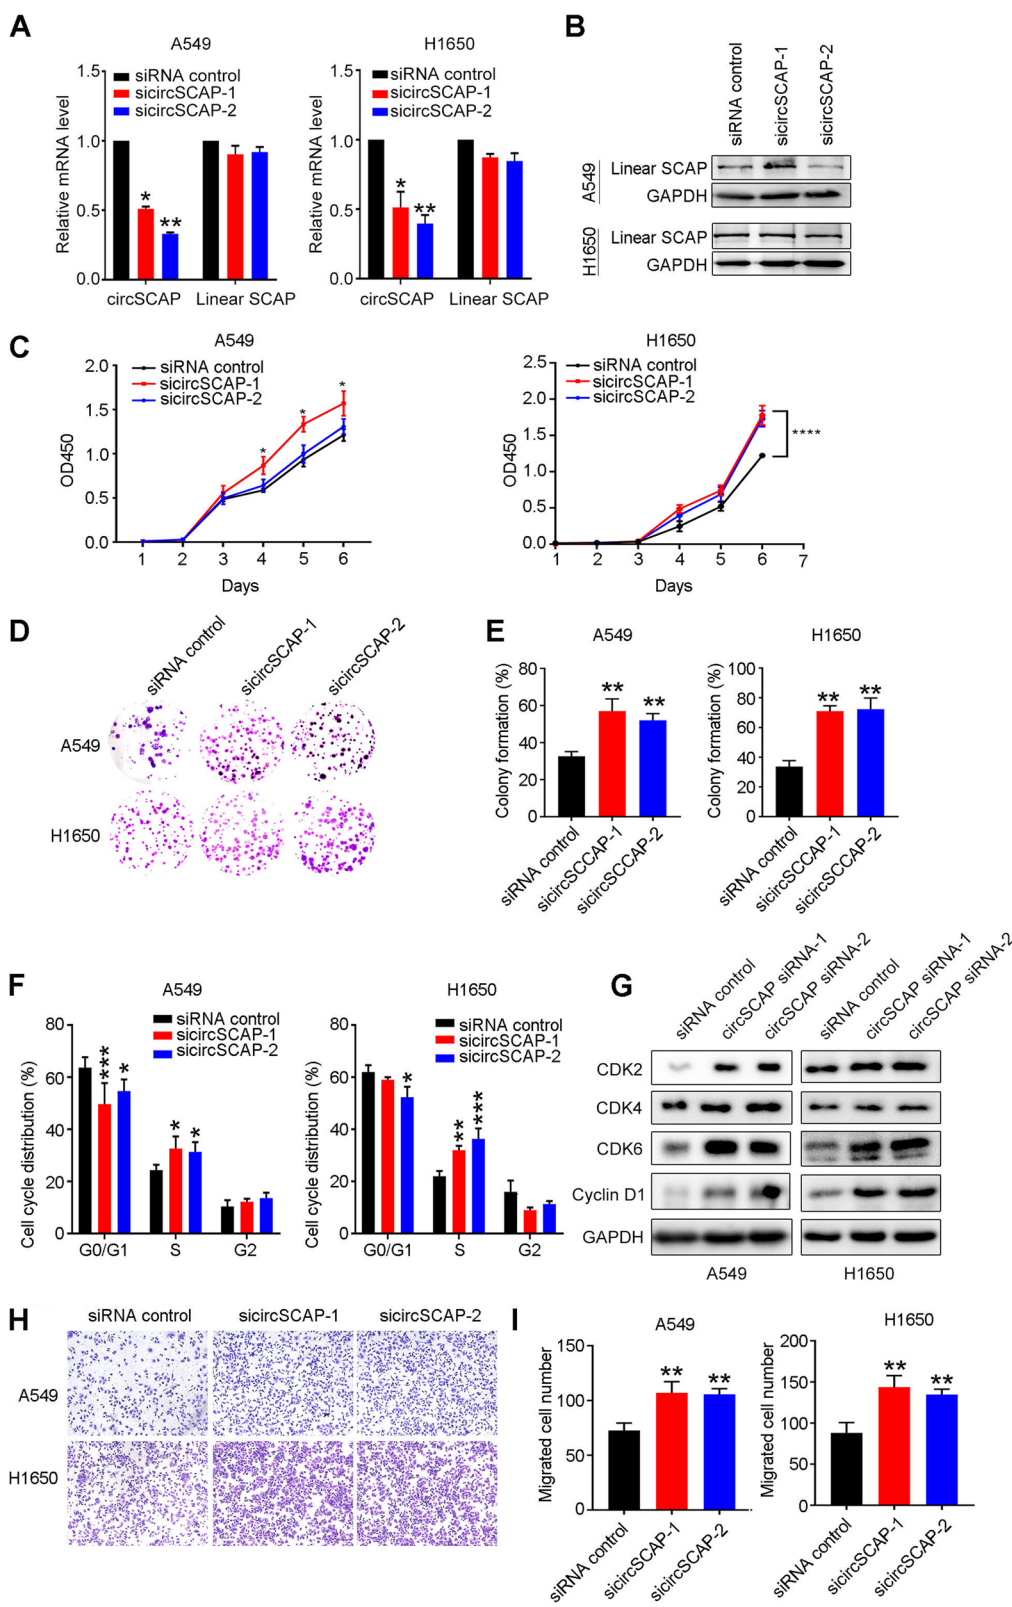 A
A549
H1650
B
siRNA control
sicircSCAP-1
sicircSCAP-2
Relative mRNA level
1.5
1.0
0.5
0.0
siRNA control
sicircSCAP-1
sicircSCAP-2
*
**
circSCAP
Linear SCAP
Relative mRNA level
1.5
1.0
0.5
0.0
siRNA control
sicircSCAP-1
sicircSCAP-2
*
**
circSCAP
Linear SCAP
A549
Linear SCAP
GAPDH
H1650
Linear SCAP
GAPDH
C
A549
OD450
2.0
1.5
1.0
0.5
0.0
siRNA control
sicircSCAP-1
sicircSCAP-2
*
*
*
1 2 3 4 5 6
Days
H1650
OD450
2.5
2.0
1.5
1.0
0.5
0.0
siRNA control
sicircSCAP-1
sicircSCAP-2
****
1 2 3 4 5 6 7
Days
D
siRNA control
sicircSCAP-1
sicircSCAP-2
A549
H1650
E
A549
Colony formation (%)
80
60
40
20
0
**
**
siRNA control
sicircSCCAP-1
sicircSCCAP-2
H1650
Colony formation (%)
100
80
60
40
20
0
**
**
siRNA control
sicircSCCAP-1
sicircSCCAP-2
F
A549
Cell cycle distribution (%)
80
60
40
20
0
siRNA control
sicircSCAP-1
sicircSCAP-2
***
*
*
*
G0/G1
S
G2
H1650
Cell cycle distribution (%)
80
60
40
20
0
siRNA control
sicircSCAP-1
sicircSCAP-2
*
**
***
G0/G1
S
G2
G
siRNA control
circSCAP siRNA-1
circSCAP siRNA-2
siRNA control
circSCAP siRNA-1
circSCAP siRNA-2
CDK2
CDK4
CDK6
Cyclin D1
GAPDH
A549
H1650
H
siRNA control
sicircSCAP-1
sicircSCAP-2
A549
H1650
I
A549
Migrated cell number
150
100
50
0
**
**
siRNA control
sicircSCAP-1
sicircSCAP-2
H1650
Migrated cell number
200
150
100
50
0
**
**
siRNA control
sicircSCAP-1
sicircSCAP-2